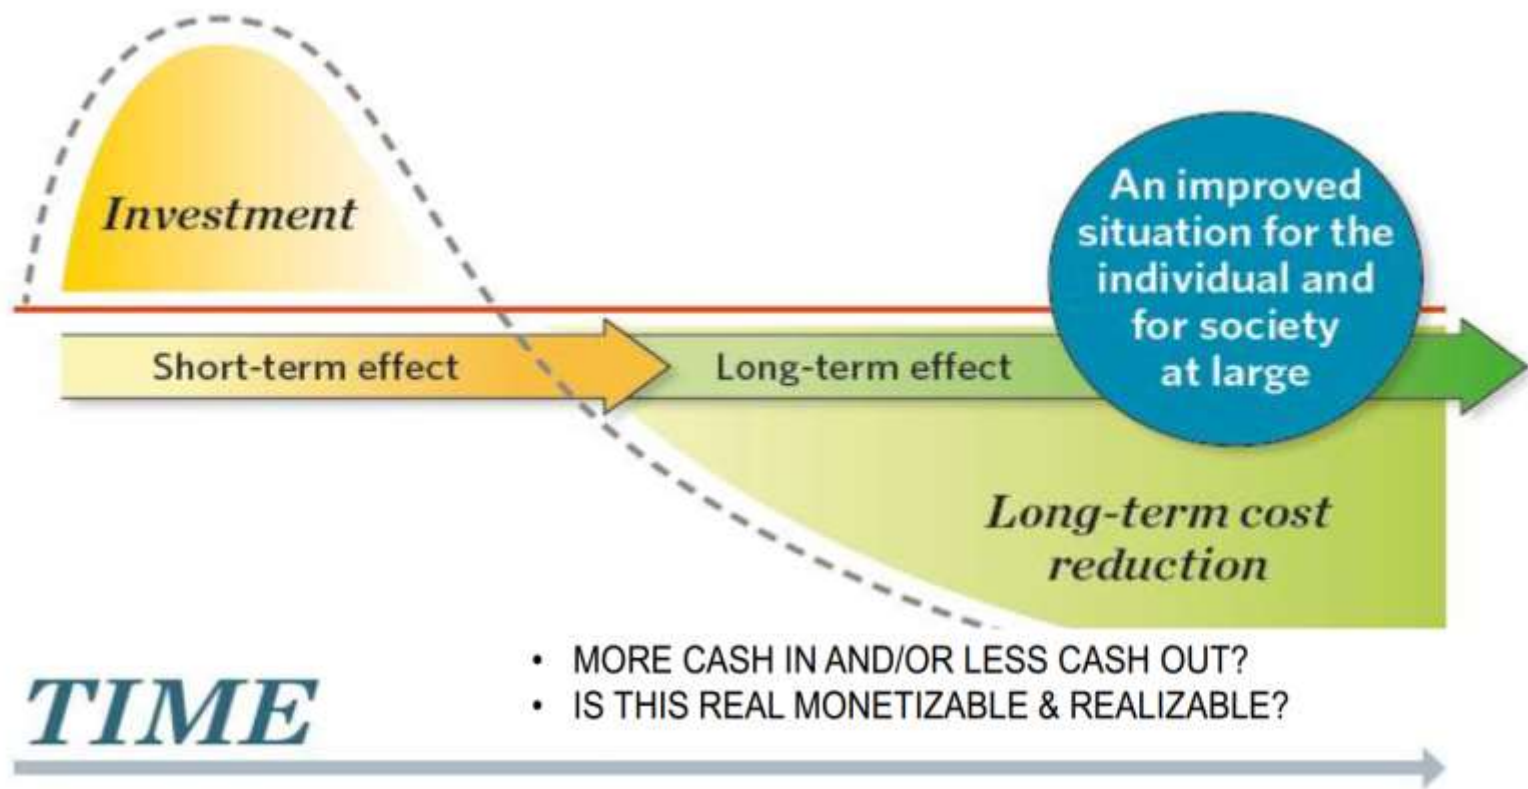 Investment
An improved
situation for the
individual and
for society
at large
Short-term effect
Long-term effect
Long-term cost
reduction
• MORE CASH IN AND/OR LESS CASH OUT?
• IS THIS REAL MONETIZABLE & REALIZABLE?
TIME